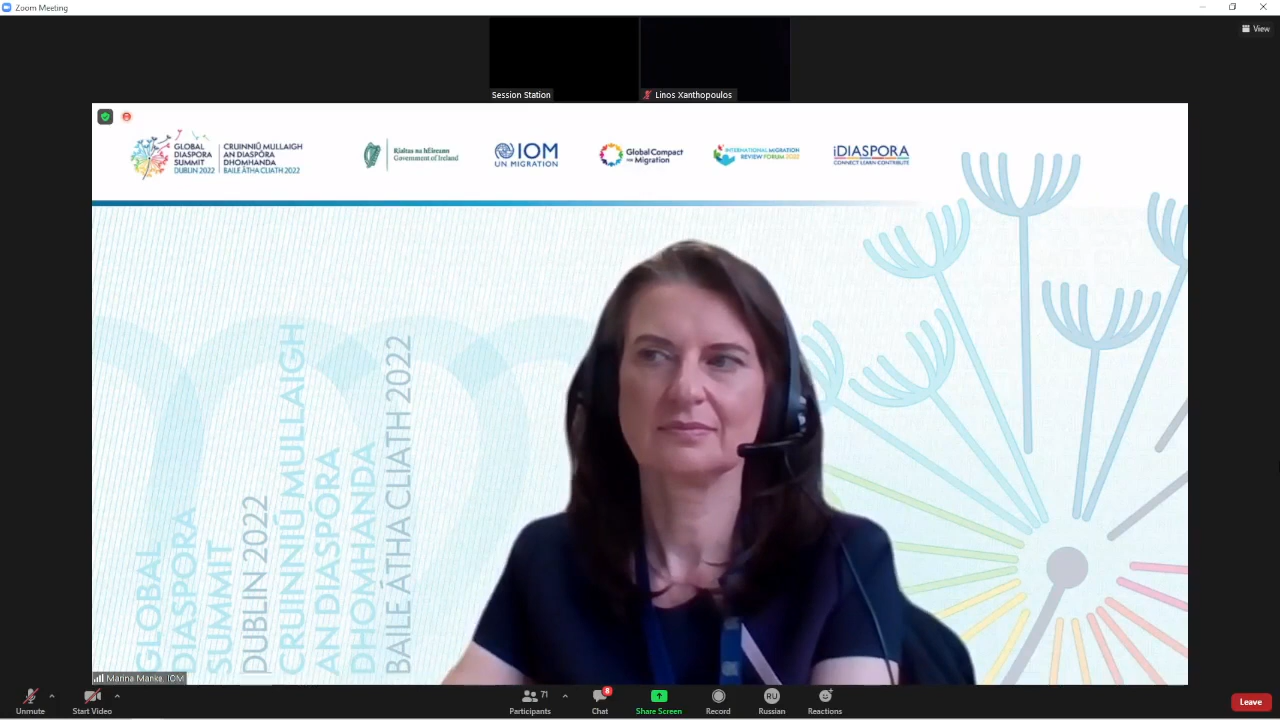 Zoom Meeting
View
Session Station
Linos Xanthopoulos
GLOBAL
DIASPORA
SUMMIT
DUBLIN 2022
CRUINNIÚ MULLAIGH
AN DIASPÓRA
DHOMHANDA
BAILE ÁTHA CLIATH 2022
Rialtas na hÉireann
Government of Ireland
IOM
UN MIGRATION
Global Compact
for Migration
INTERNATIONAL MIGRATION
REVIEW FORUM 2022
iDIASPORA
CONNECT LEARN CONTRIBUTE
GLOBAL
DIASPORA
SUMMIT
DUBLIN 2022
CRUINNIÚ MULLAIGH
AN DIASPÓRA
DHOMHANDA
BAILE ÁTHA CLIATH 2022
Marina Manke, IOM
Unmute
Start Video
71
Participants
8
Chat
Share Screen
Record
RU
Russian
Reactions
Leave